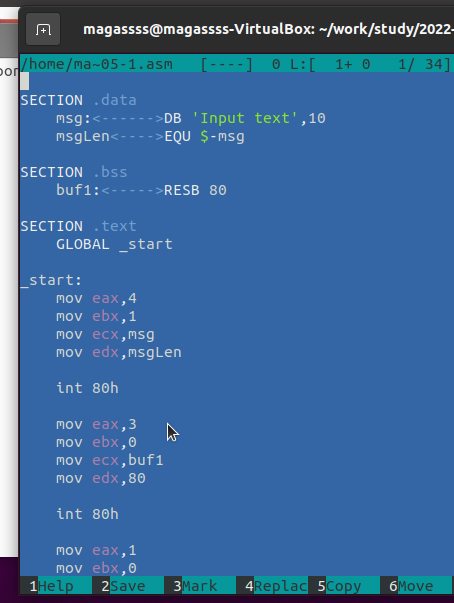 magassss@magassss-VirtualBox: ~/work/study/2022-
/home/ma~05-1.asm   [----]  0 L:[  1+ 0   1/ 34]
SECTION .data
    msg:<------>DB 'Input text',10
    msgLen<---->EQU $-msg
SECTION .bss
    buf1:<----->RESB 80
SECTION .text
    GLOBAL _start
_start:
    mov eax,4
    mov ebx,1
    mov ecx,msg
    mov edx,msgLen
    int 80h
    mov eax,3
    mov ebx,0
    mov ecx,buf1
    mov edx,80
    int 80h
    mov eax,1
    mov ebx,0
1Help  2Save  3Mark  4Replac 5Copy  6Move